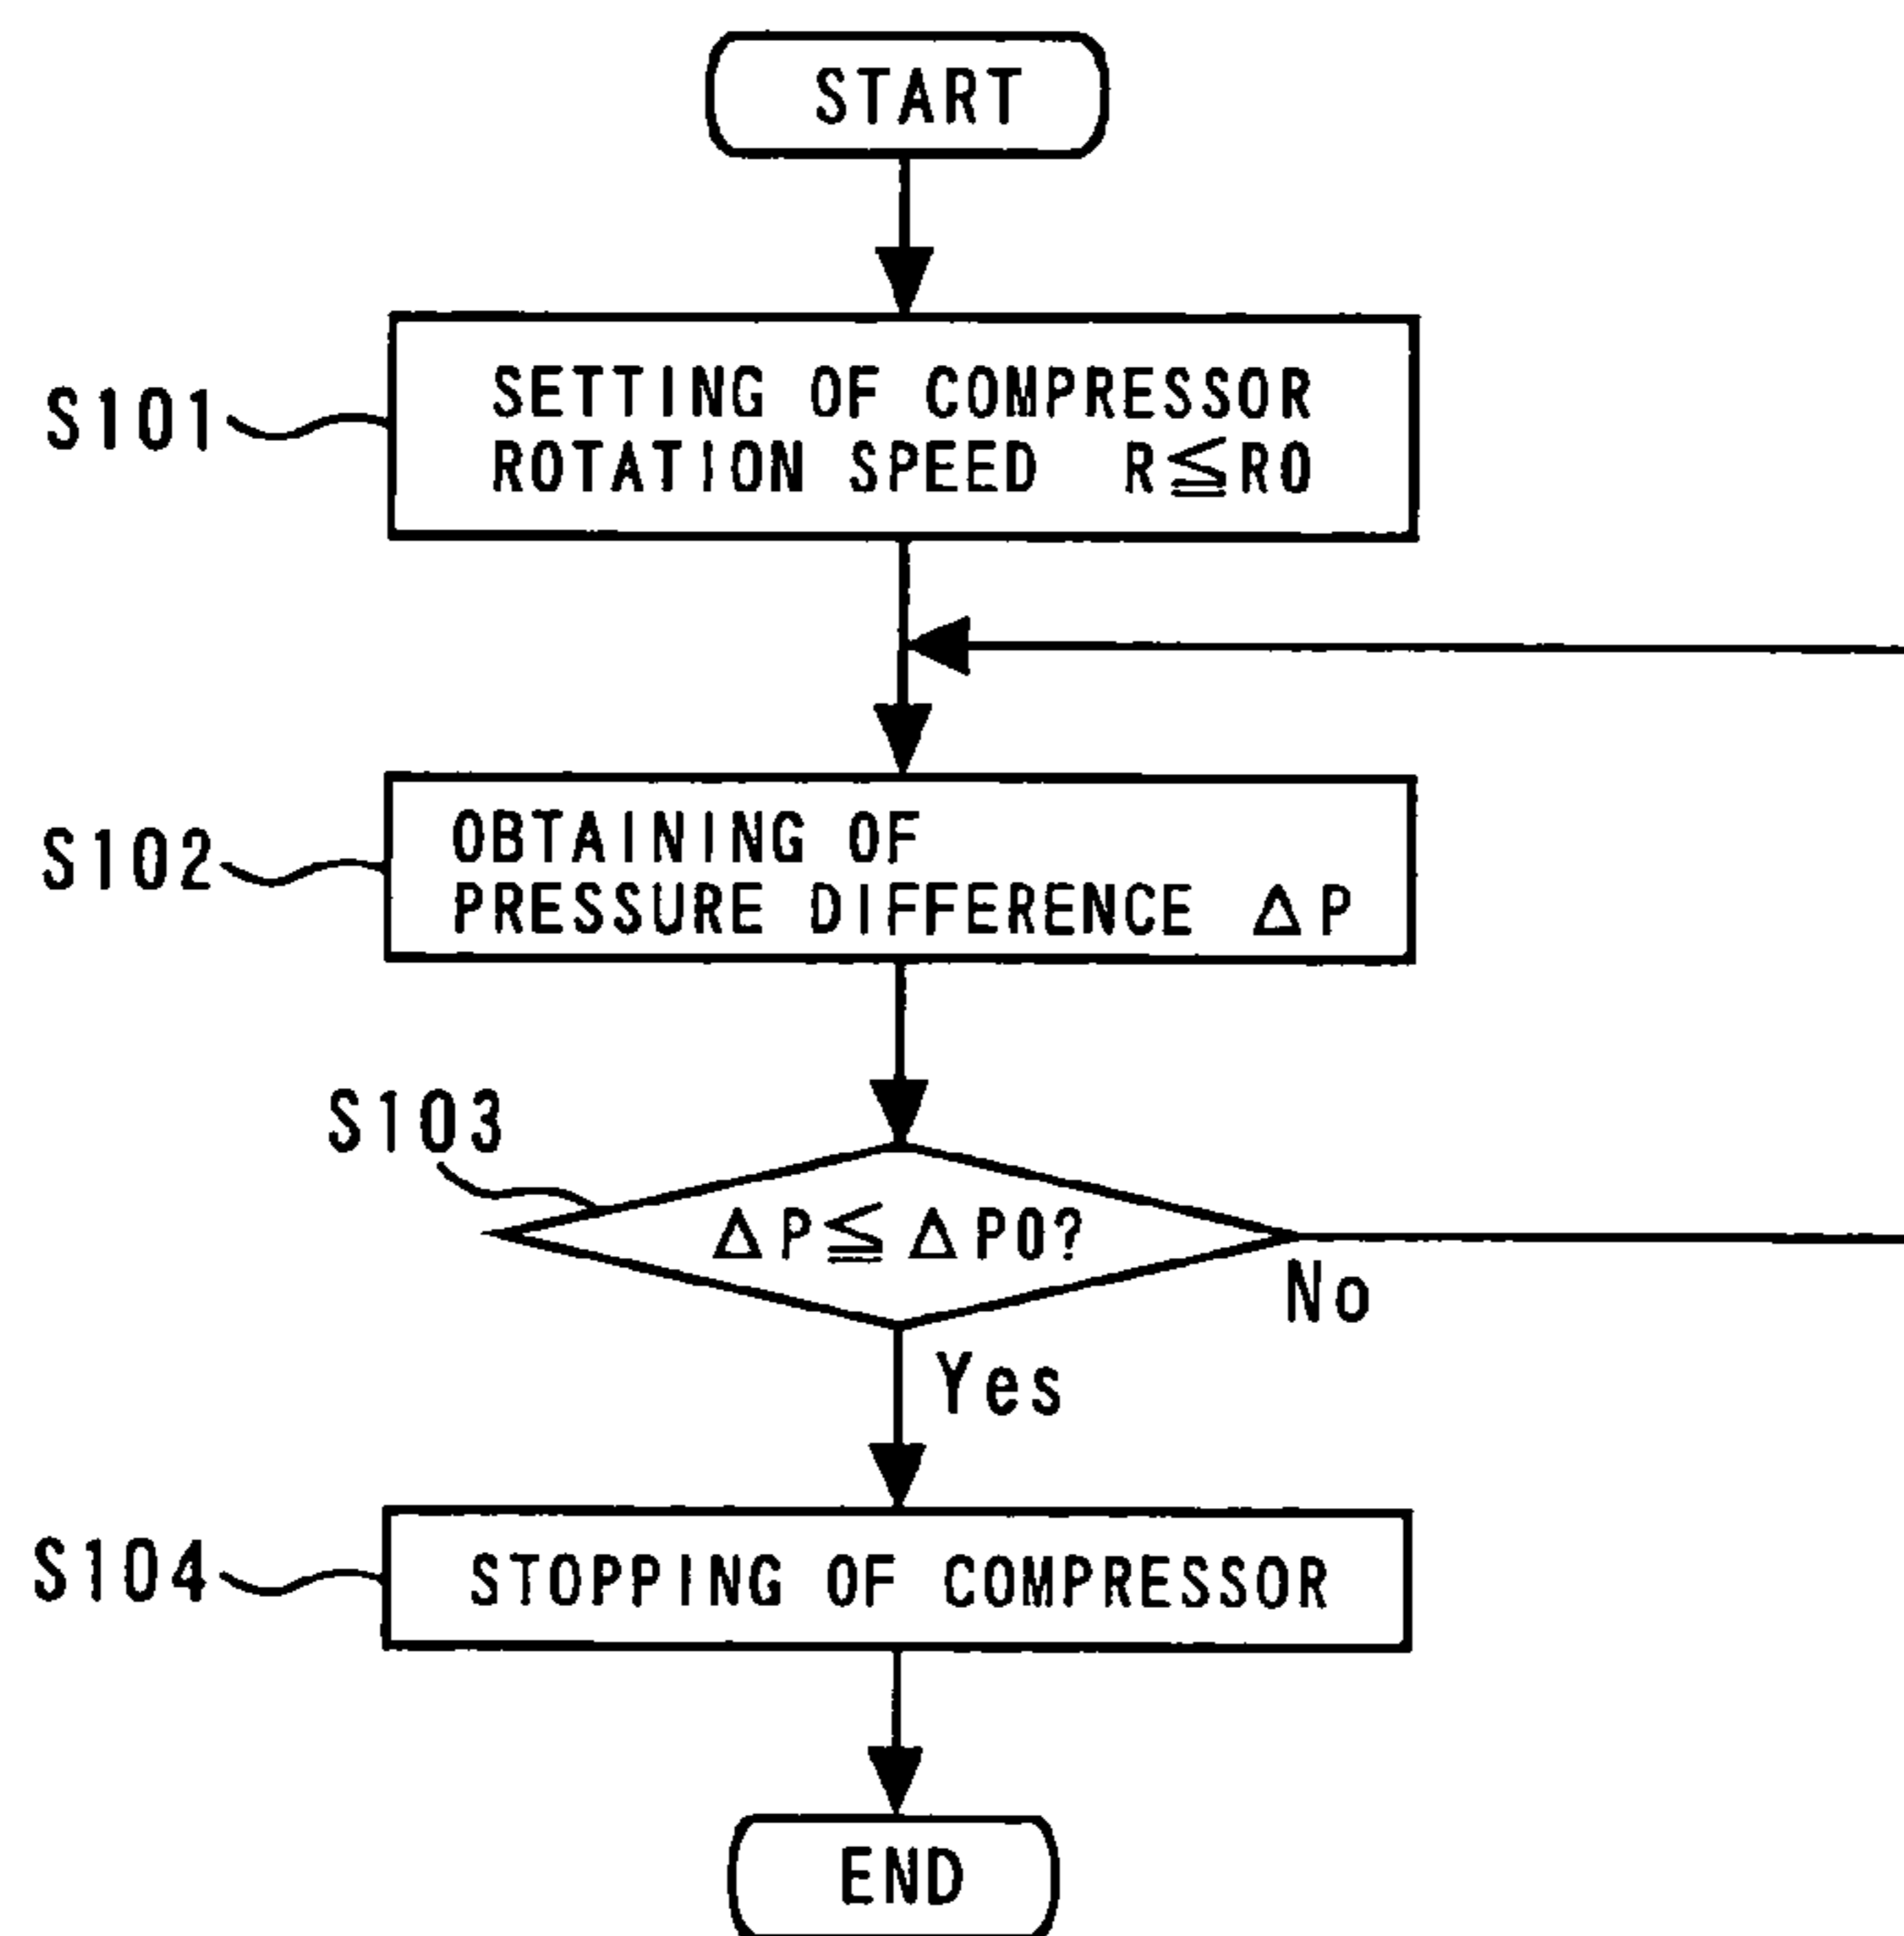 START
S101
SETTING OF COMPRESSOR
ROTATION SPEED R≦R0
S102
OBTAINING OF
PRESSURE DIFFERENCE ΔP
S103
ΔP≦ΔP0?
No
Yes
S104
STOPPING OF COMPRESSOR
END